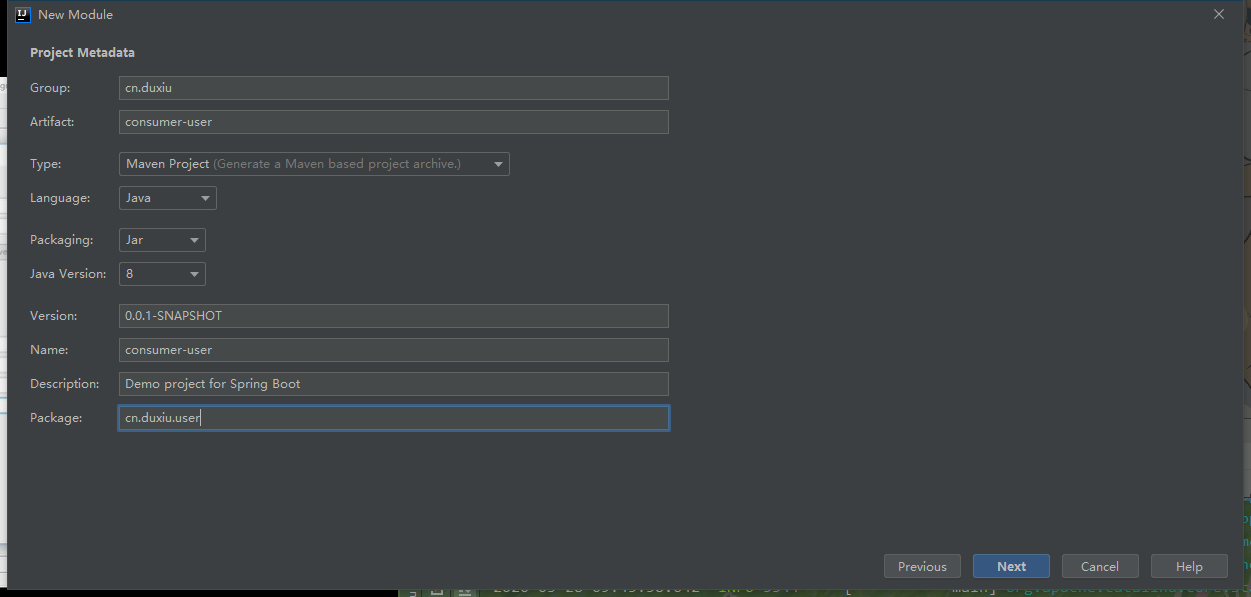 New Module
Project Metadata
Group: cn.duxiu
Artifact: consumer-user
Type: Maven Project (Generate a Maven based project archive.)
Language: Java
Packaging: Jar
Java Version: 8
Version: 0.0.1-SNAPSHOT
Name: consumer-user
Description: Demo project for Spring Boot
Package: cn.duxiu.user
Previous Next Cancel Help